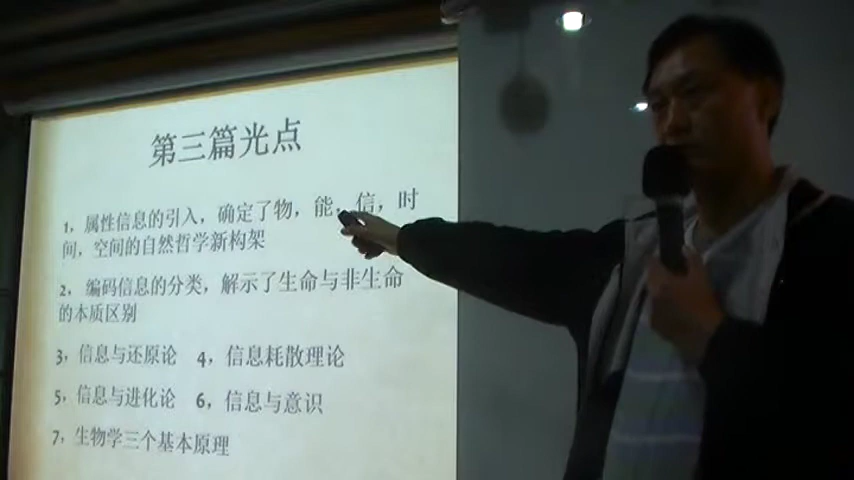 第三篇光点
1，属性信息的引入，确定了物，能，信，时
间，空间的自然哲学新构架
2， 编码信息的分类，解示了生命与非生命
的本质区别
3，信息与还原论 4，信息耗散理论
5，信息与进化论 6，信息与意识
7，生物学三个基本原理